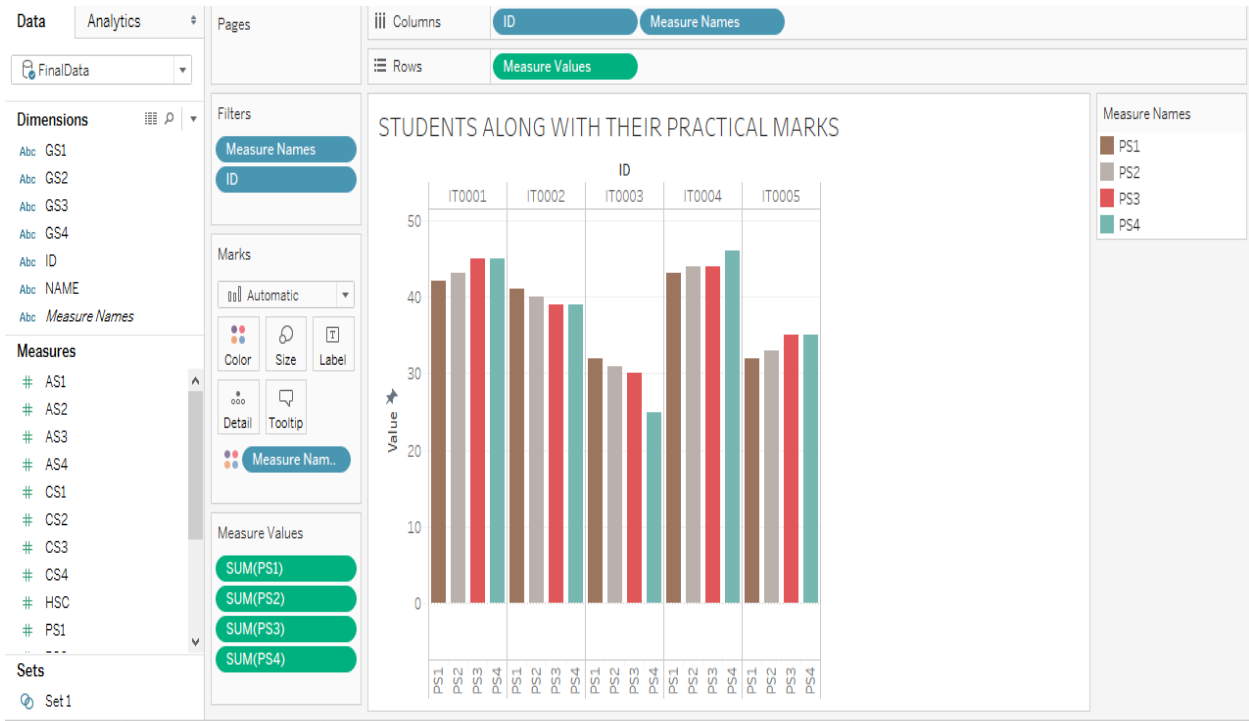 Data
Analytics
FinalData
Dimensions
Abc GS1
Abc GS2
Abc GS3
Abc GS4
Abc ID
Abc NAME
Abc Measure Names
Measures
# AS1
# AS2
# AS3
# AS4
# CS1
# CS2
# CS3
# CS4
# HSC
# PS1
Sets
Set 1
Pages
Filters
Measure Names
ID
Marks
Automatic
Color Size Label
Detail Tooltip
Measure Nam..
Measure Values
SUM(PS1)
SUM(PS2)
SUM(PS3)
SUM(PS4)
Columns ID Measure Names
Rows Measure Values
STUDENTS ALONG WITH THEIR PRACTICAL MARKS
ID
IT0001 IT0002 IT0003 IT0004 IT0005
Value
50
40
30
20
10
0
PS1 PS2 PS3 PS4 PS1 PS2 PS3 PS4 PS1 PS2 PS3 PS4 PS1 PS2 PS3 PS4 PS1 PS2 PS3 PS4
Measure Names
PS1
PS2
PS3
PS4